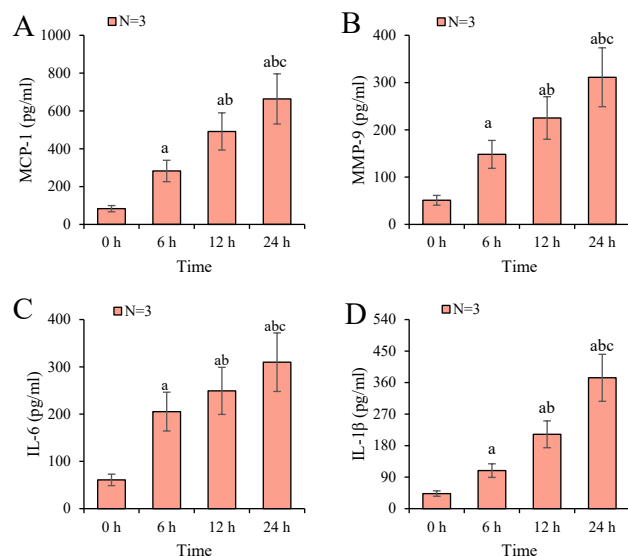 A
N=3
1000
800
600
400
200
0
MCP-1 (pg/ml)
a
ab
abc
0 h
6 h
12 h
24 h
Time
B
N=3
400
300
200
100
0
MMP-9 (pg/ml)
a
ab
abc
0 h
6 h
12 h
24 h
Time
C
N=3
400
300
200
100
0
IL-6 (pg/ml)
a
ab
abc
0 h
6 h
12 h
24 h
Time
D
N=3
540
450
360
270
180
90
0
IL-1β (pg/ml)
a
ab
abc
0 h
6 h
12 h
24 h
Time